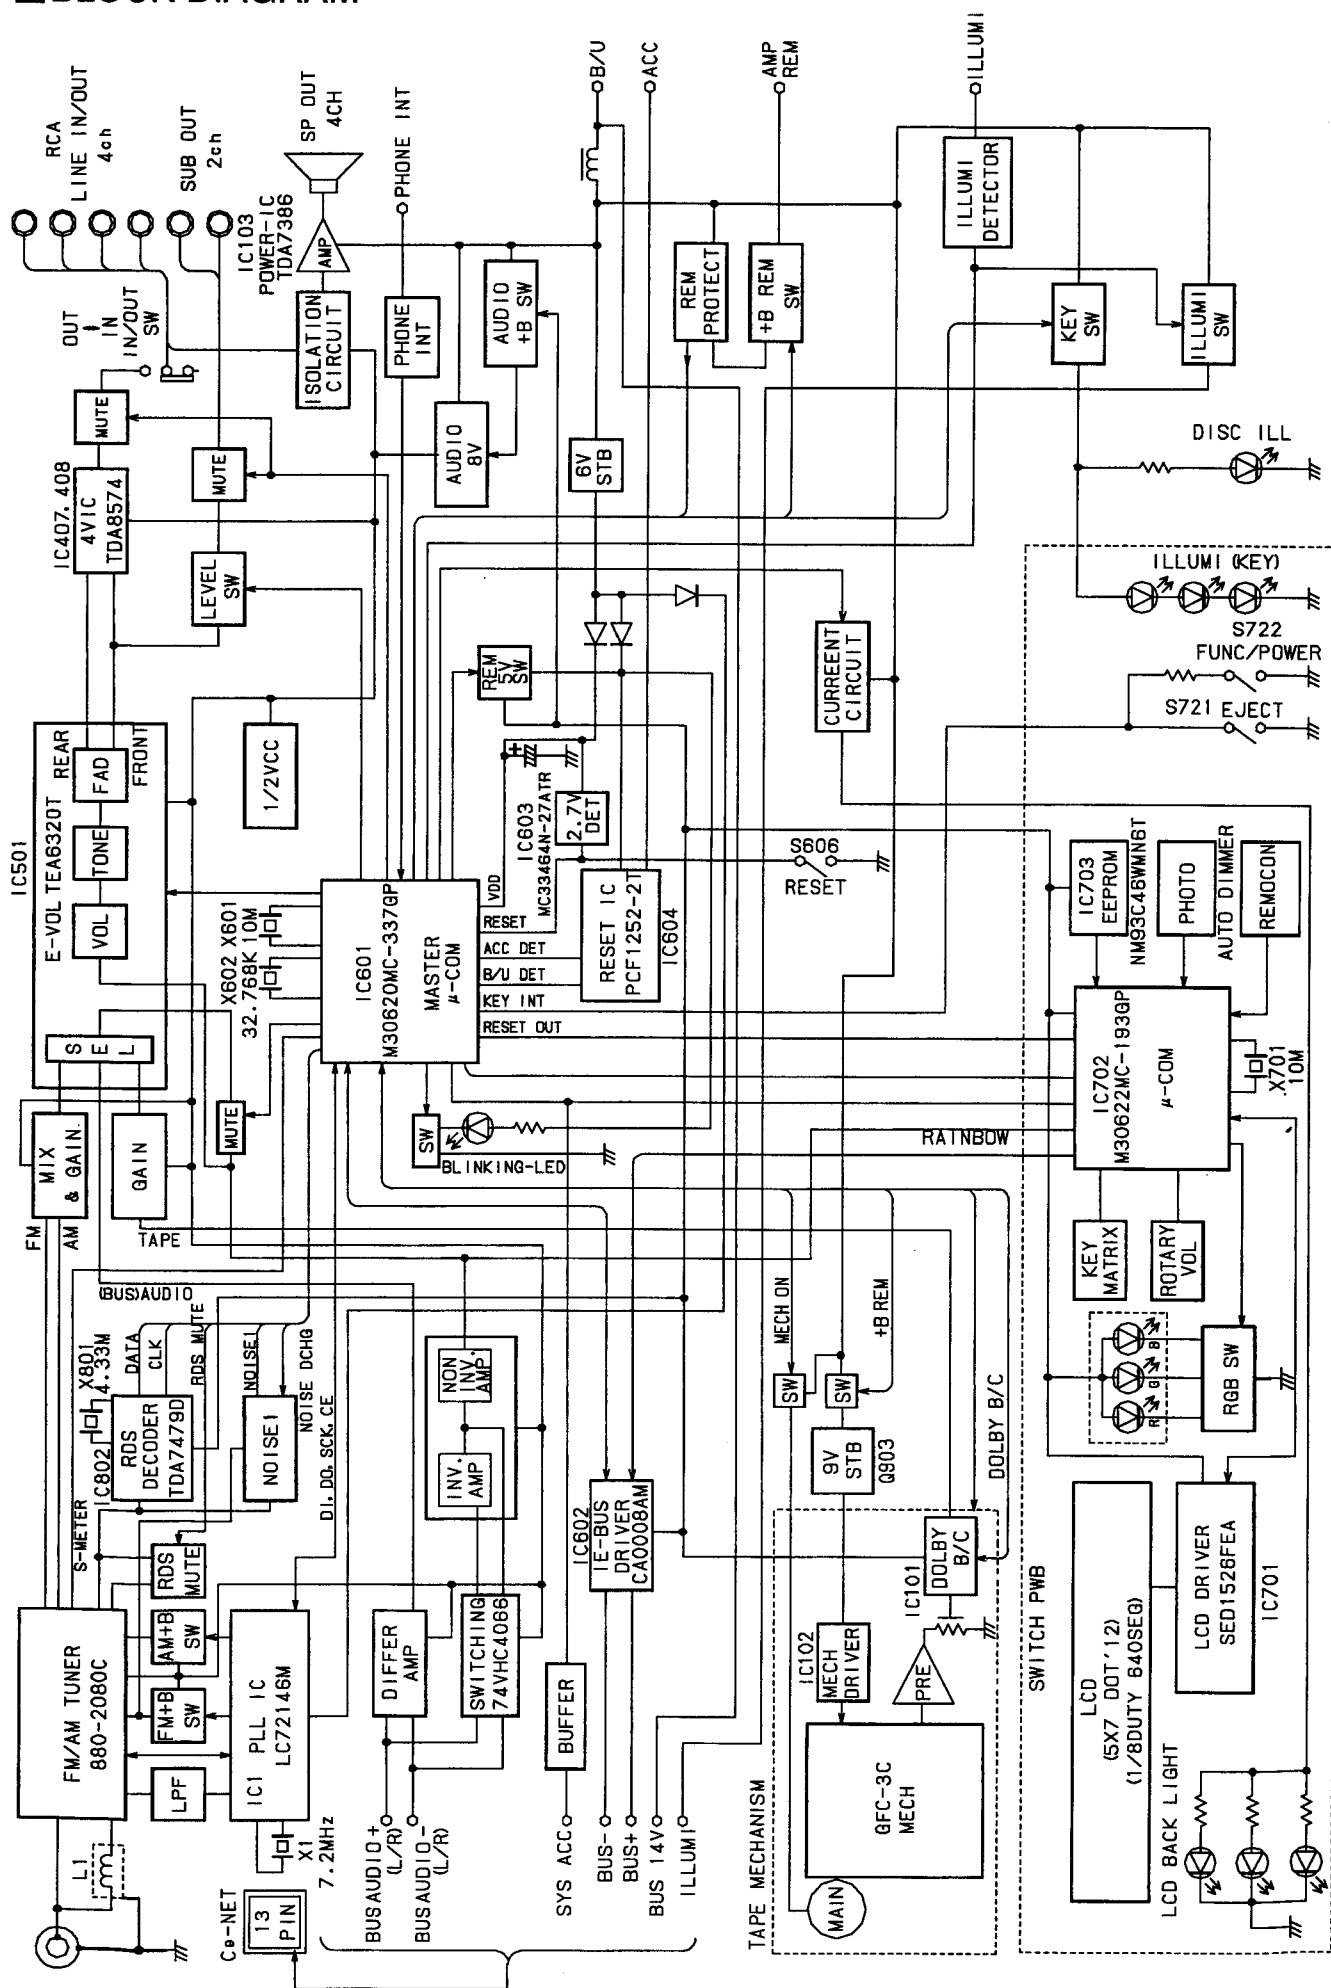 BLOCK DIAGRAM
RCA
LINE IN/OUT
4ch
SUB OUT
2ch
SP OUT
4CH
IC103
POWER-IC
TDA7386
AMP
PHONE INT
B/U
ACC
AMP
REM
ILLUMI
OUT
IN
IN/OUT
SW
ISOLATION
CIRCUIT
PHONE
INT
AUDIO
+B SW
AUDIO
8V
REM
PROTECT
+B REM
SW
ILLUMI
DETECTOR
KEY
SW
ILLUMI
SW
MUTE
IC407.408
4VIC
TDA8574
MUTE
LEVEL
SW
6V
STB
DISC ILL
ILLUMI (KEY)
S722
FUNC/POWER
S721 EJECT
REM
5V
SW
CURREENT
CIRCUIT
IC501
E-VOL TEA6320T
REAR
FAD
FRONT
TONE
VOL
SEL
1/2VCC
+
IC603
MC33464N-27ATR
2.7V
DET
S606
RESET
X602 X601
32.768K 10M
IC601
M30620MC-337GP
MASTER
μ-COM
VDD
RESET
ACC DET
B/U DET
KEY INT
RESET OUT
RESET IC
PCF1252-2T
IC604
IC703
EEPROM
NM93C46WMN6T
PHOTO
AUTO DIMMER
REMOCON
IC702
M30622MC-193GP
μ-COM
X701
10M
MIX
& GAIN.
GAIN
MUTE
FM
AM
TAPE
SW
BLINKING-LED
RAINBOW
KEY
MATRIX
ROTARY
VOL
(BUS)AUDIO
X801
4.33M
DATA
CLK
RDS MUTE
NOISE1
NOISE DCHG
DI, DO, SCK, CE
IC802
RDS
DECODER
TDA7479D
NOISE1
NON
INV.
AMP
INV.
AMP
MECH ON
+B REM
SW
SW
9V
STB
Q903
DOLBY B/C
R
G
B
RGB SW
S-METER
RDS
MUTE
AM+B
SW
FM+B
SW
LPF
FM/AM TUNER
880-2080C
IC1 PLL IC
LC72146M
X1
7.2MHz
L1
DIFFER
AMP
SWITCHING
74VHC4066
BUFFER
IC602
IE-BUS
DRIVER
CA0008AM
IC101
DOLBY
B/C
IC102
MECH
DRIVER
PRE
GFC-3C
MECH
MAIN
TAPE MECHANISM
SWITCH PWB
LCD
(5X7 DOT'12)
(1/8DUTY 840SEG)
LCD DRIVER
SED1528FEA
IC701
LCD BACK LIGHT
Ce-NET
13
PIN
BUSAUDIO+
(L/R)
BUSAUDIO-
(L/R)
SYS ACC
BUS-
BUS+
BUS 14V
ILLUMI